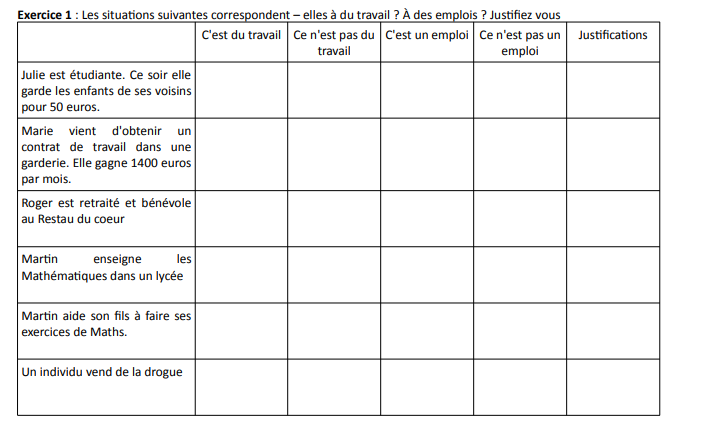 Exercice 1 : Les situations suivantes correspondent – elles à du travail ? À des emplois ? Justifiez vous
C'est du travail
Ce n'est pas du
travail
C'est un emploi
Ce n'est pas un
emploi
Justifications
Julie est étudiante. Ce soir elle
garde les enfants de ses voisins
pour 50 euros.
Marie vient d'obtenir un
contrat de travail dans une
garderie. Elle gagne 1400 euros
par mois.
Roger est retraité et bénévole
au Restau du coeur
Martin enseigne les
Mathématiques dans un lycée
Martin aide son fils à faire ses
exercices de Maths.
Un individu vend de la drogue